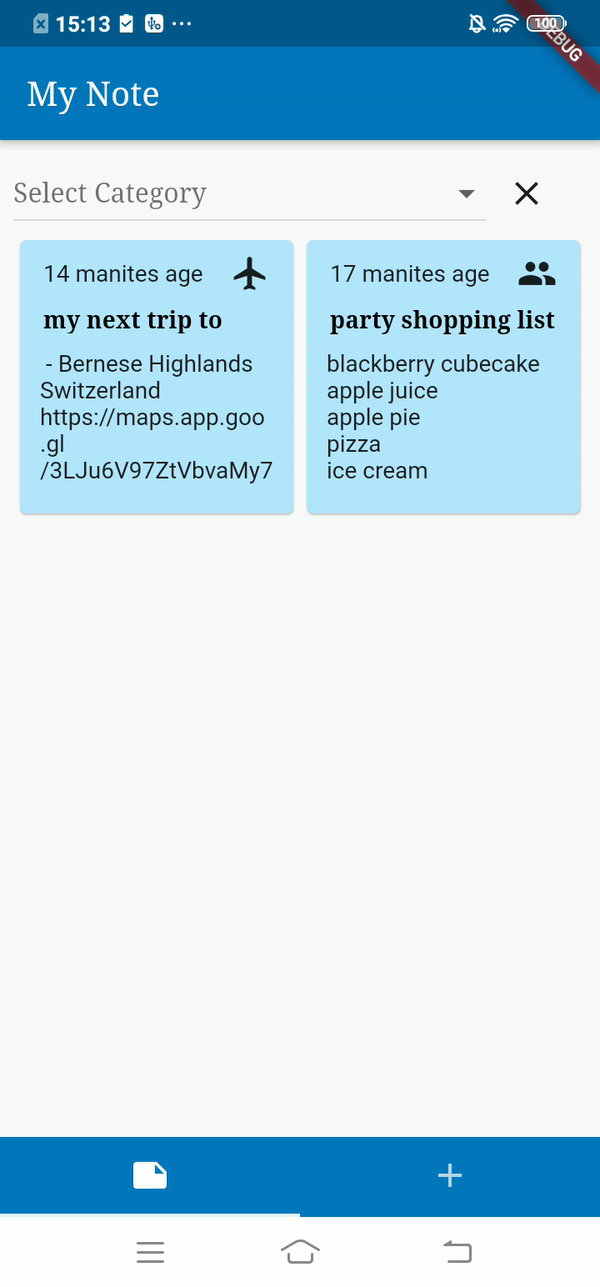 15:13
100
DEBUG
My Note
Select Category
14 manites age
my next trip to
- Bernese Highlands
Switzerland
https://maps.app.goo
.gl
/3LJu6V97ZtVbvaMy7
17 manites age
party shopping list
blackberry cubecake
apple juice
apple pie
pizza
ice cream